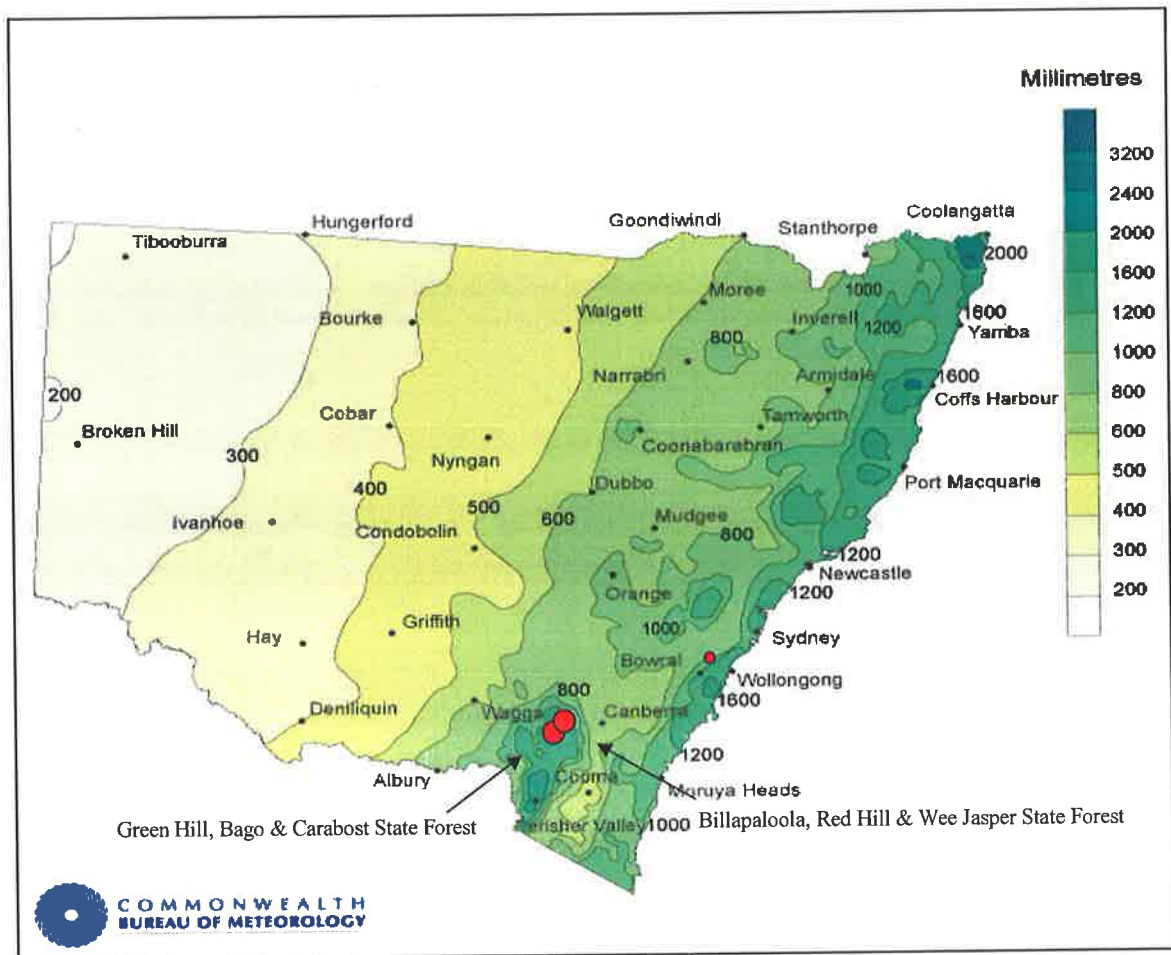 Millimetres
3200
2400
2000
1600
1200
1000
800
600
500
400
300
200
Coolangatta
Hungerford
Goondiwindi
Stanthorpe
Tibooburra
2000
1000
Moree
Bourke
Walgett
Inverell
1200
1800
Yamba
800
Narrabri
Armidale
1600
Coffs Harbour
200
Cobar
Tamworth
Broken Hill
Coonabarabran
300
Nyngan
Port Macquarie
400
Dubbo
500
600
Ivanhoe
Condobolin
Mudgee
800
1200
Newcastle
Orange
1200
Hay
Griffith
1000
Sydney
Bowral
Wollongong
1600
Deniliquin
Wagga
800
Canberra
1200
Albury
Cooma
Moruya Heads
Green Hill, Bago & Carabost State Forest
Perisher Valley
1000
Billapaloola, Red Hill & Wee Jasper State Forest
COMMONWEALTH
BUREAU OF METEOROLOGY